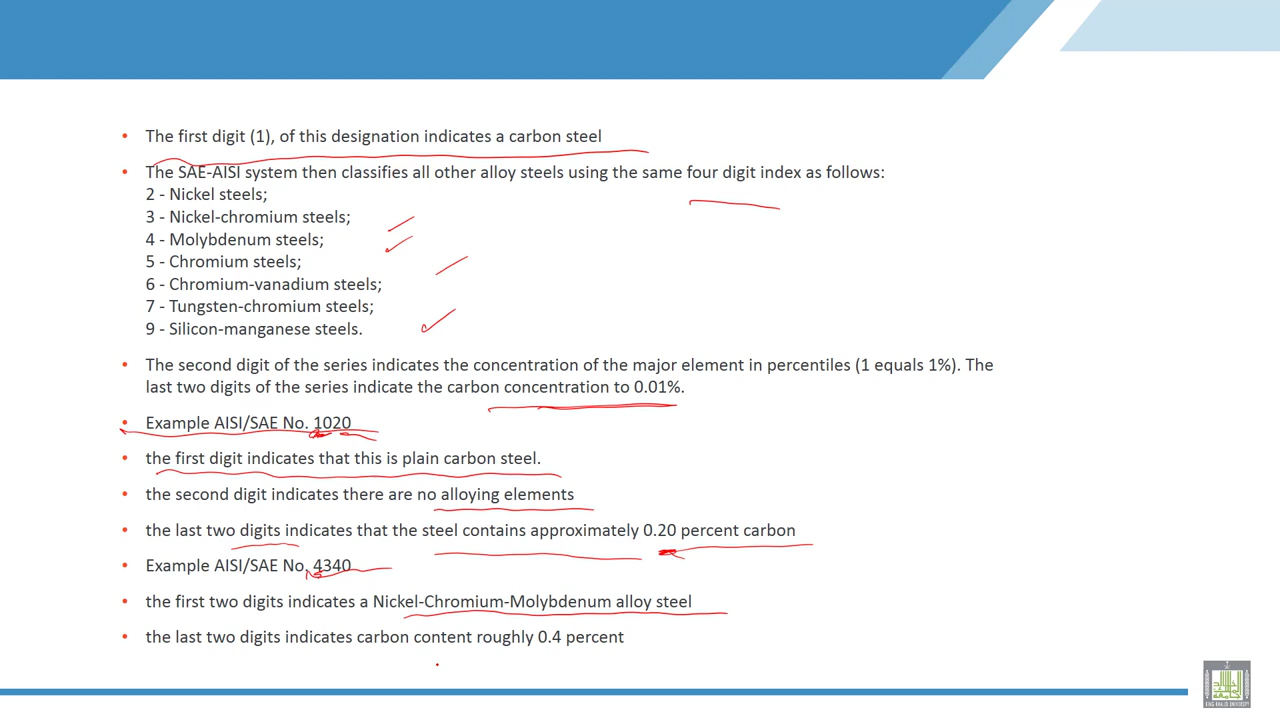 • The first digit (1), of this designation indicates a carbon steel
• The SAE-AISI system then classifies all other alloy steels using the same four digit index as follows:
2 - Nickel steels;
3 - Nickel-chromium steels;
4 - Molybdenum steels;
5 - Chromium steels;
6 - Chromium-vanadium steels;
7 - Tungsten-chromium steels;
9 - Silicon-manganese steels.
• The second digit of the series indicates the concentration of the major element in percentiles (1 equals 1%). The
last two digits of the series indicate the carbon concentration to 0.01%.
• Example AISI/SAE No. 1020
• the first digit indicates that this is plain carbon steel.
• the second digit indicates there are no alloying elements
• the last two digits indicates that the steel contains approximately 0.20 percent carbon
• Example AISI/SAE No. 4340
• the first two digits indicates a Nickel-Chromium-Molybdenum alloy steel
• the last two digits indicates carbon content roughly 0.4 percent
KING KHALID UNIVERSITY